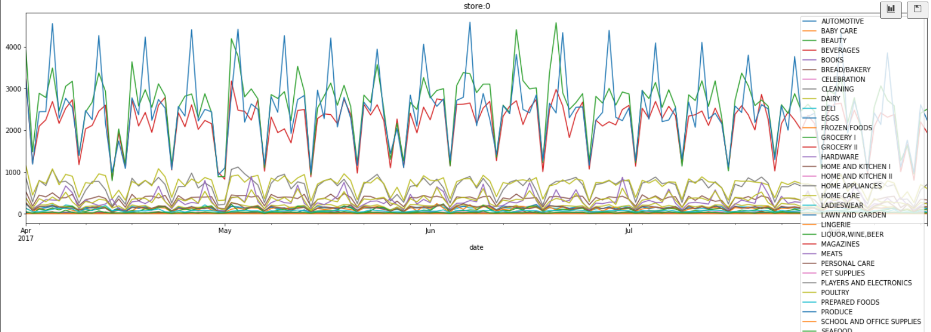 store:0
4000
3000
2000
1000
0
Apr
2017
May
Jun
Jul
date
AUTOMOTIVE
BABY CARE
BEAUTY
BEVERAGES
BOOKS
BREAD/BAKERY
CELEBRATION
CLEANING
DAIRY
DELI
EGGS
FROZEN FOODS
GROCERY I
GROCERY II
HARDWARE
HOME AND KITCHEN I
HOME AND KITCHEN II
HOME APPLIANCES
HOME CARE
LADIESWEAR
LAWN AND GARDEN
LINGERIE
LIQUOR,WINE,BEER
MAGAZINES
MEATS
PERSONAL CARE
PET SUPPLIES
PLAYERS AND ELECTRONICS
POULTRY
PREPARED FOODS
PRODUCE
SCHOOL AND OFFICE SUPPLIES
SEAFOOD